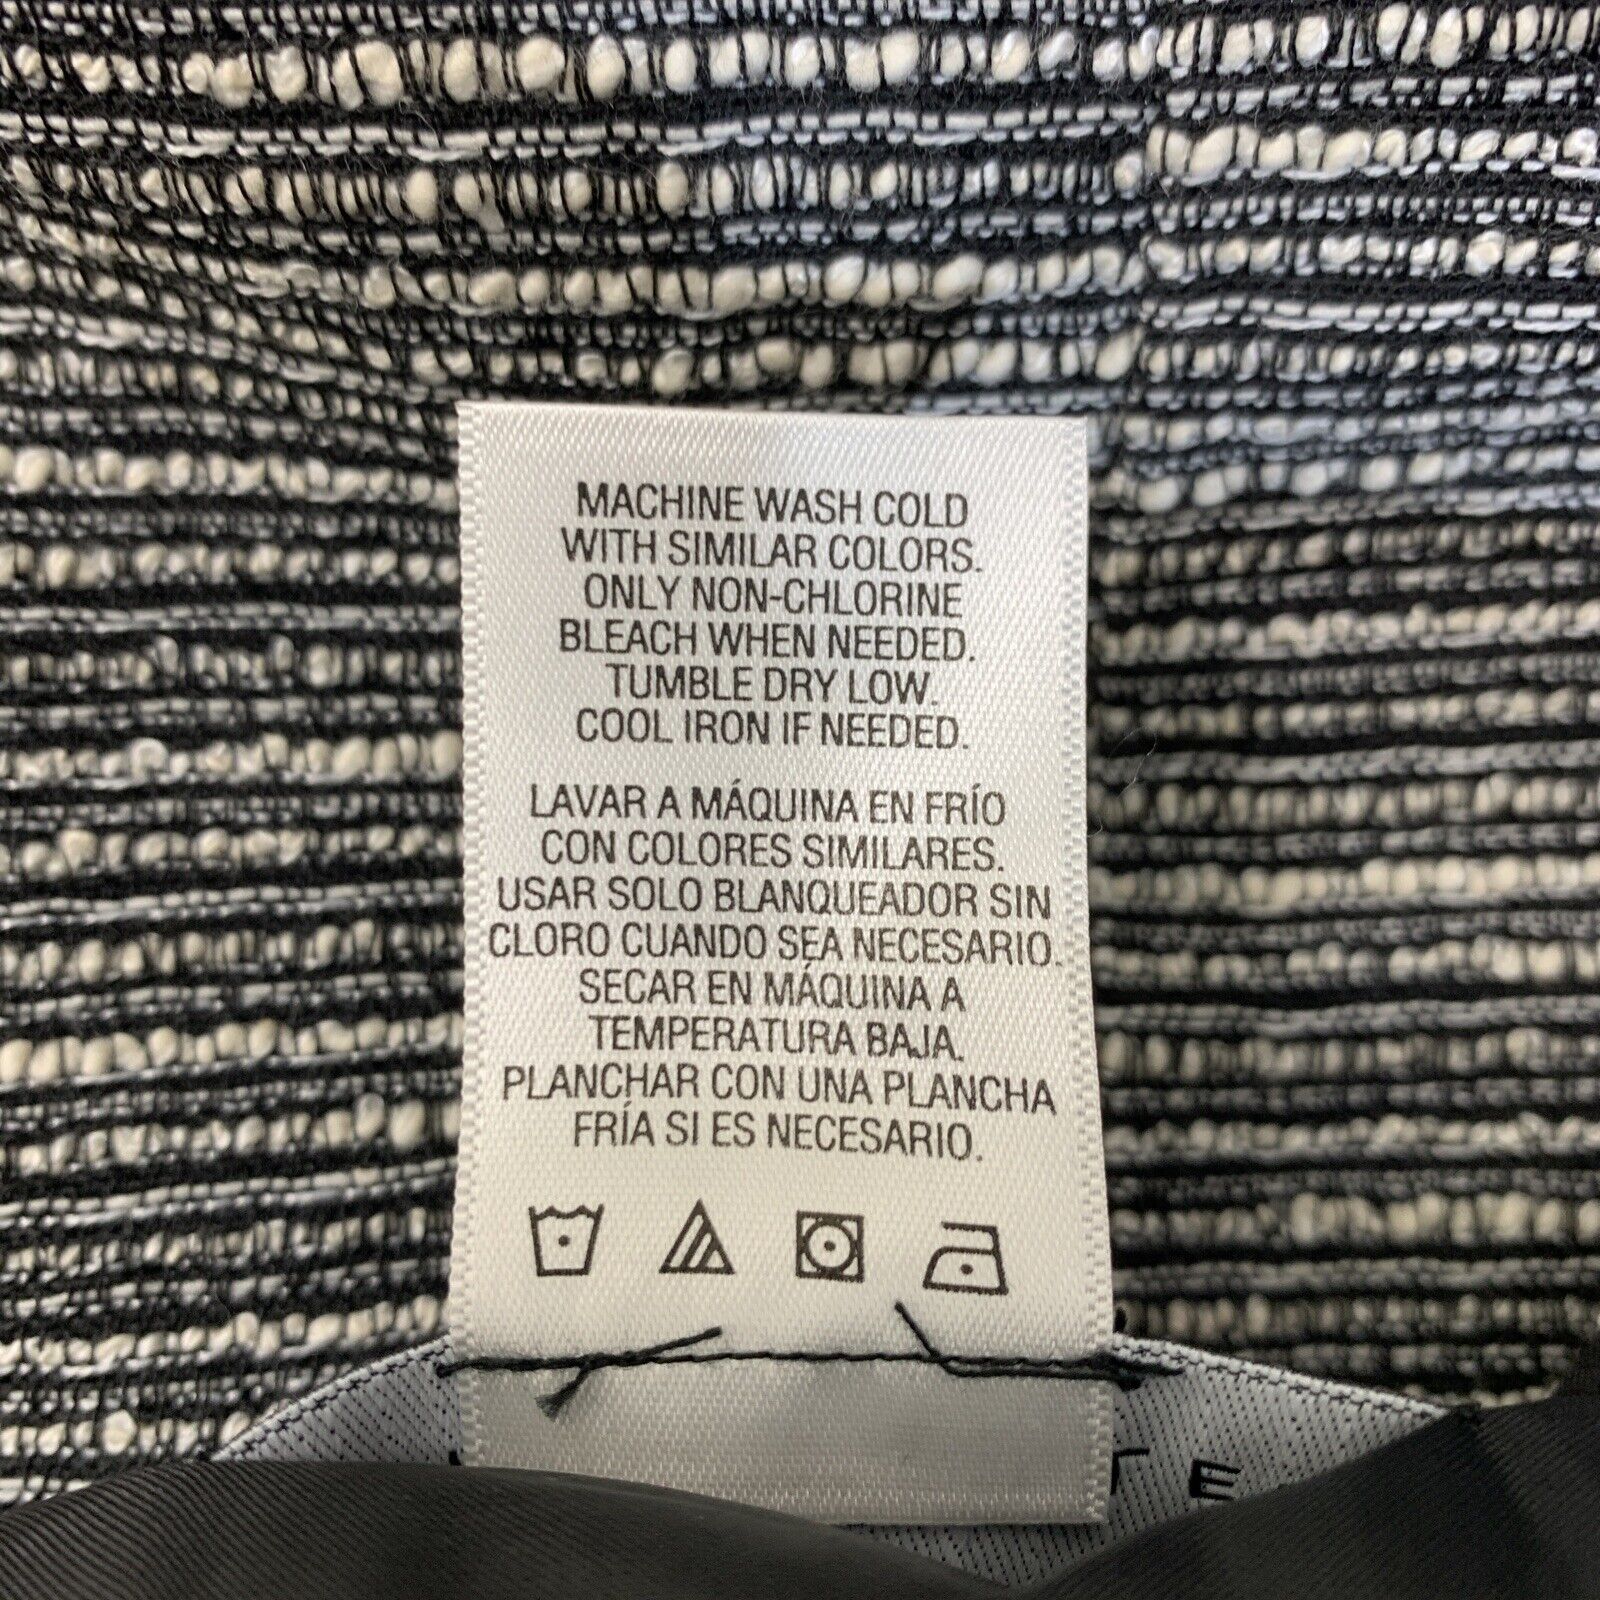 MACHINE WASH COLD
WITH SIMILAR COLORS.
ONLY NON-CHLORINE
BLEACH WHEN NEEDED.
TUMBLE DRY LOW.
COOL IRON IF NEEDED.
LAVAR A MÁQUINA EN FRÍO
CON COLORES SIMILARES.
USAR SOLO BLANQUEADOR SIN
CLORO CUANDO SEA NECESARIO.
SECAR EN MÁQUINA A
TEMPERATURA BAJA.
PLANCHAR CON UNA PLANCHA
FRÍA SI ES NECESARIO.